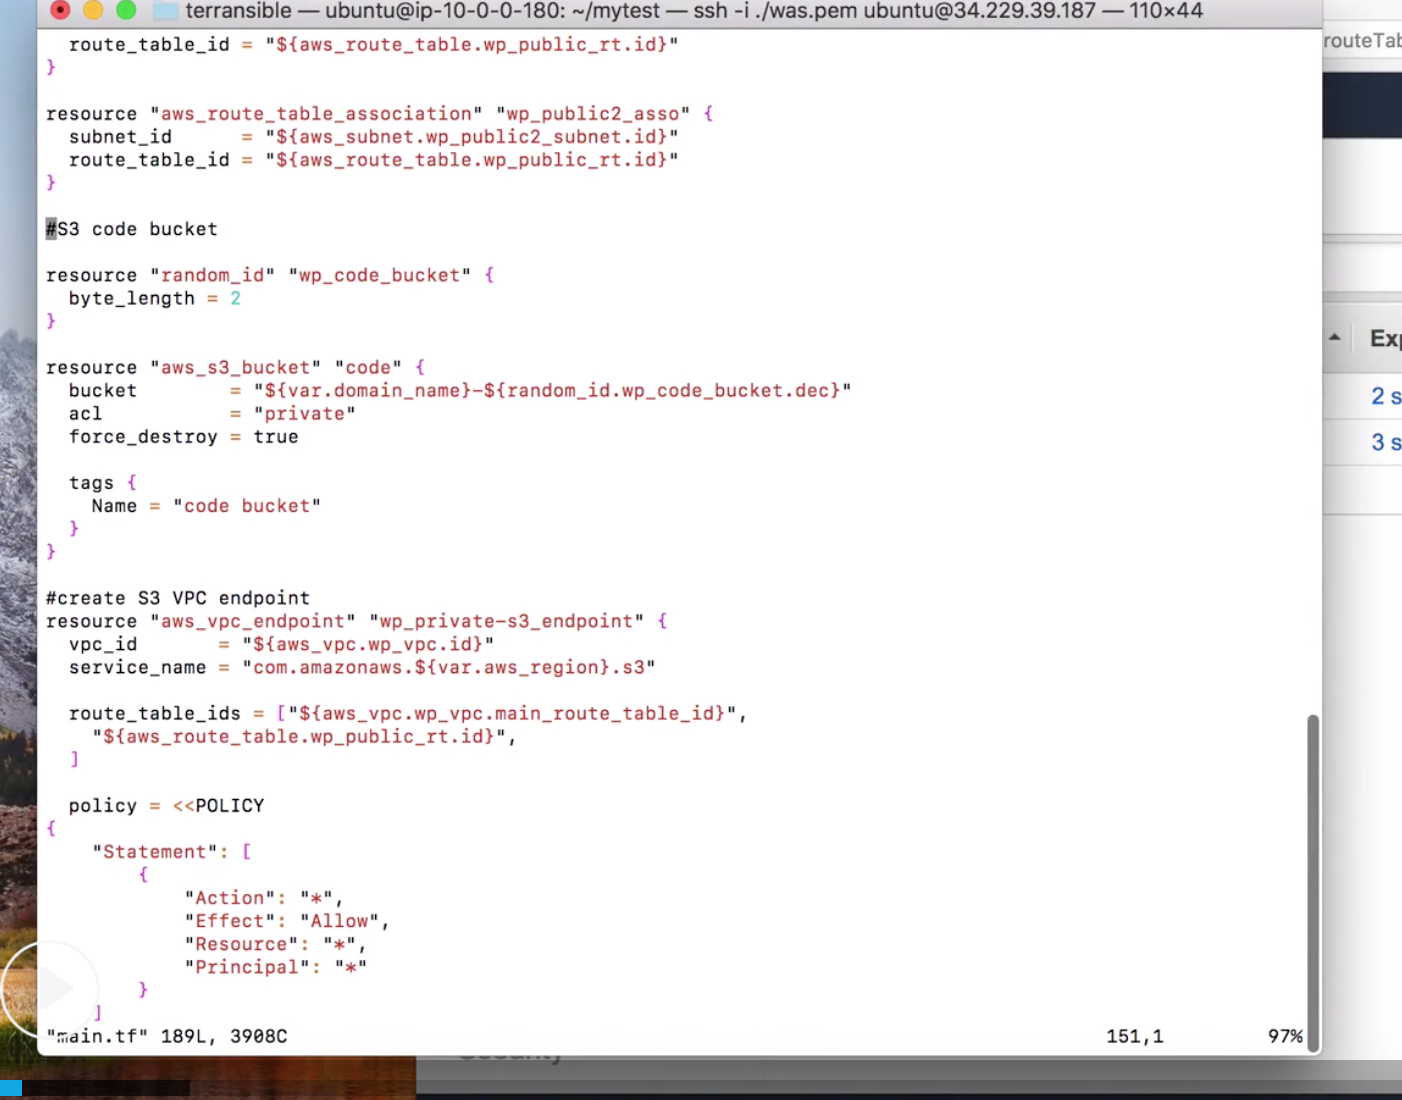 terransible — ubuntu@ip-10-0-0-180: ~/mytest — ssh -i ./was.pem ubuntu@34.229.39.187 — 110×44
route_table_id = "${aws_route_table.wp_public_rt.id}"
}
resource "aws_route_table_association" "wp_public2_asso" {
subnet_id = "${aws_subnet.wp_public2_subnet.id}"
route_table_id = "${aws_route_table.wp_public_rt.id}"
}
#S3 code bucket
resource "random_id" "wp_code_bucket" {
byte_length = 2
}
resource "aws_s3_bucket" "code" {
bucket = "${var.domain_name}-${random_id.wp_code_bucket.dec}"
acl = "private"
force_destroy = true
tags {
Name = "code bucket"
}
}
#create S3 VPC endpoint
resource "aws_vpc_endpoint" "wp_private-s3_endpoint" {
vpc_id = "${aws_vpc.wp_vpc.id}"
service_name = "com.amazonaws.${var.aws_region}.s3"
route_table_ids = ["${aws_vpc.wp_vpc.main_route_table_id}",
"${aws_route_table.wp_public_rt.id}",
]
policy = <<POLICY
{
"Statement": [
{
"Action": "*",
"Effect": "Allow",
"Resource": "*",
"Principal": "*"
}
]
"main.tf" 189L, 3908C 151,1 97%
routeTab
Exp
2 s
3 s